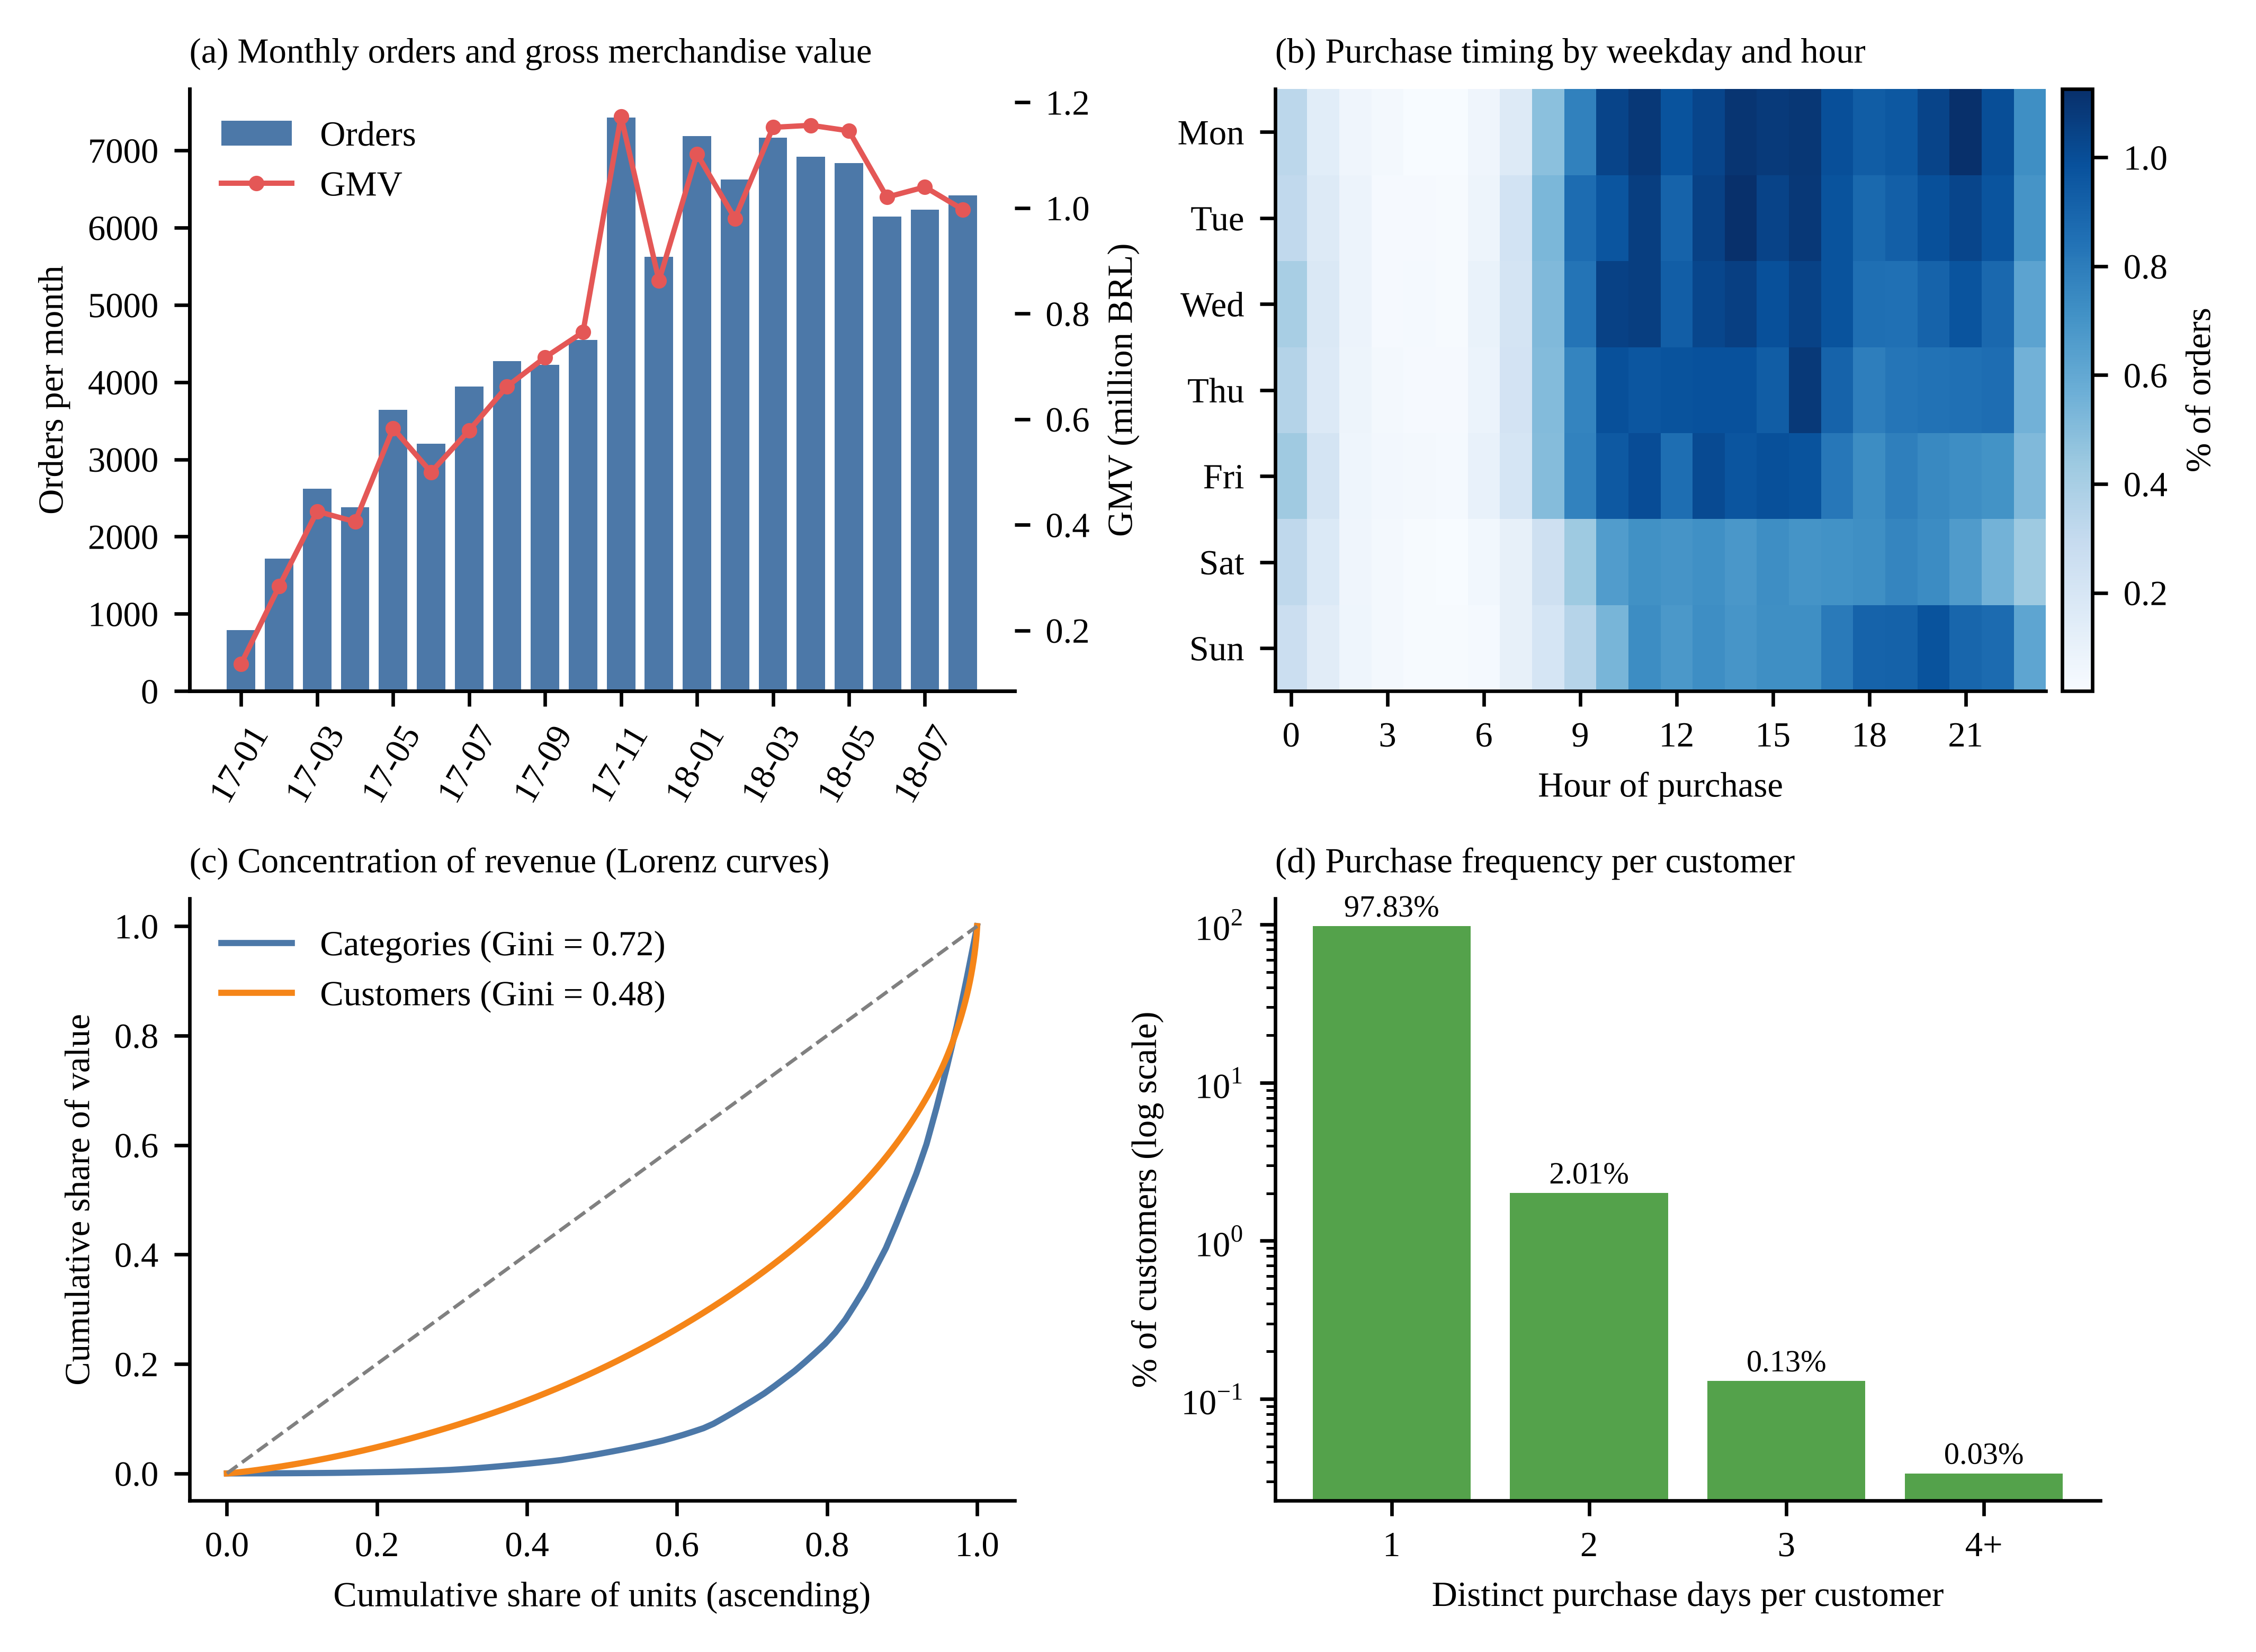 (a) Monthly orders and gross merchandise value
Orders
GMV
Orders per month
7000
6000
5000
4000
3000
2000
1000
0
1.2
1.0
0.8
0.6
0.4
0.2
GMV (million BRL)
17-01
17-03
17-05
17-07
17-09
17-11
18-01
18-03
18-05
18-07
(b) Purchase timing by weekday and hour
Mon
Tue
Wed
Thu
Fri
Sat
Sun
0 3 6 9 12 15 18 21
Hour of purchase
1.0
0.8
0.6
0.4
0.2
% of orders
(c) Concentration of revenue (Lorenz curves)
Categories (Gini = 0.72)
Customers (Gini = 0.48)
Cumulative share of value
1.0
0.8
0.6
0.4
0.2
0.0
0.0 0.2 0.4 0.6 0.8 1.0
Cumulative share of units (ascending)
(d) Purchase frequency per customer
% of customers (log scale)
10²
10¹
10⁰
10⁻¹
97.83%
2.01%
0.13%
0.03%
1 2 3 4+
Distinct purchase days per customer